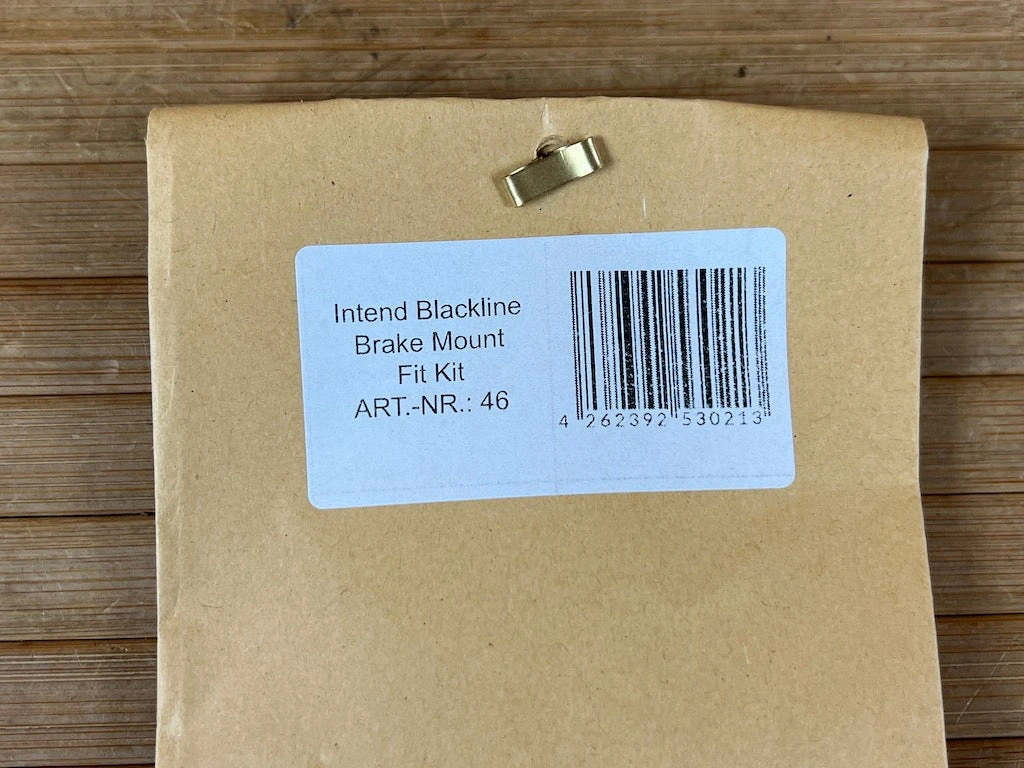 Intend Blackline
Brake Mount
Fit Kit
ART.-NR.: 46
4 262392 530213